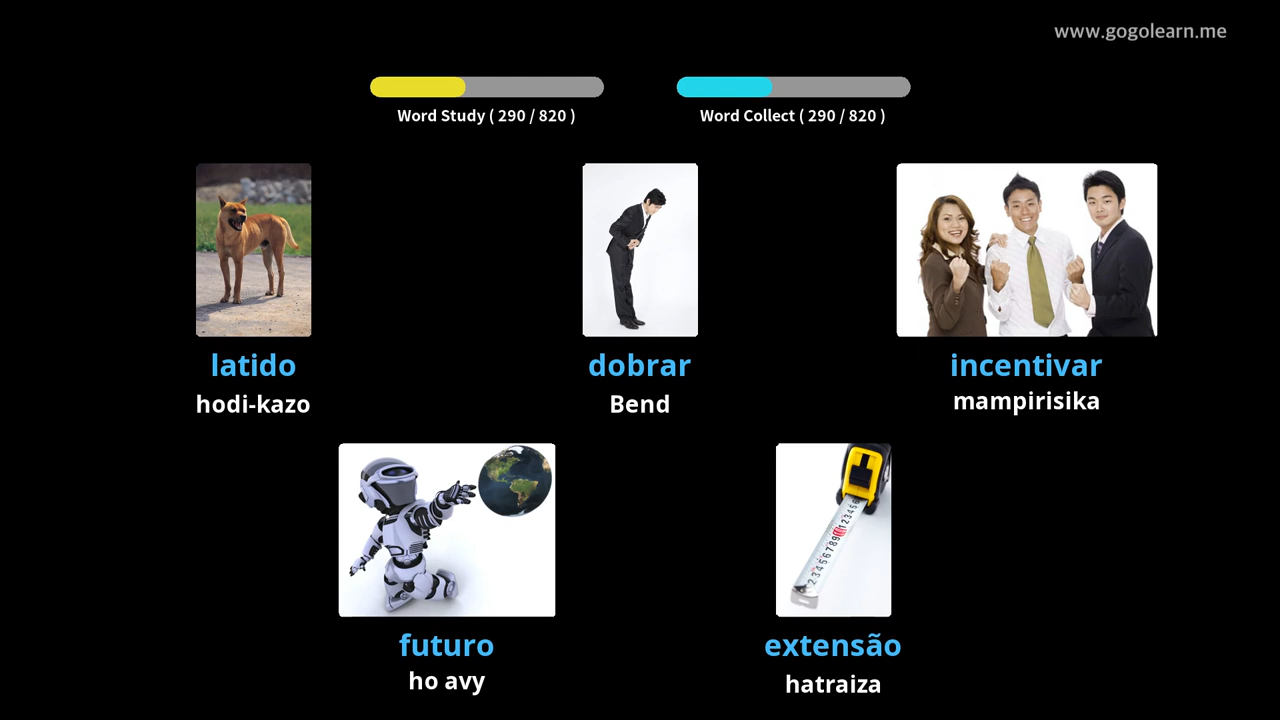 www.gogolearn.me
Word Study ( 290 / 820 )
Word Collect ( 290 / 820 )
latido
hodi-kazo
dobrar
Bend
incentivar
mampirisika
futuro
ho avy
extensão
hatraiza